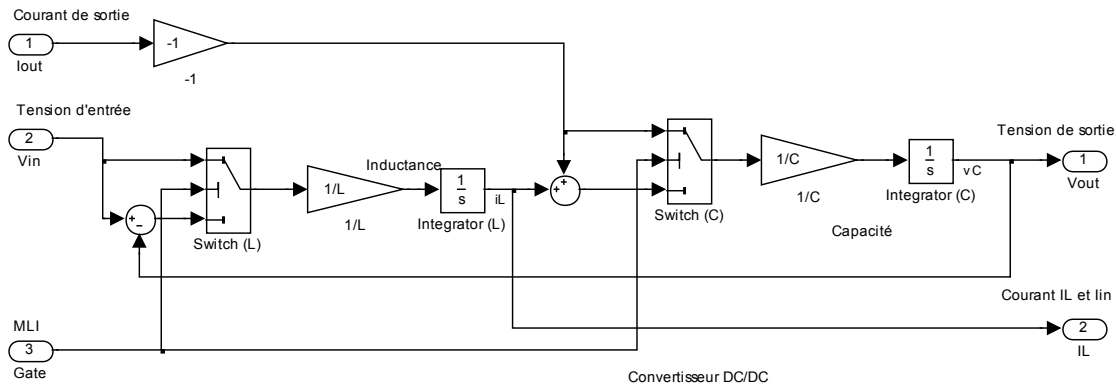 Courant de sortie
1
Iout
-1
-1
Tension d'entrée
2
Vin
+
−
Switch (L)
1/L
1/L
Inductance
1
s
Integrator (L)
iL
+
+
Switch (C)
1/C
1/C
1
s
Integrator (C)
vC
Capacité
Tension de sortie
1
Vout
Courant IL et Iin
2
IL
MLI
3
Gate
Convertisseur DC/DC